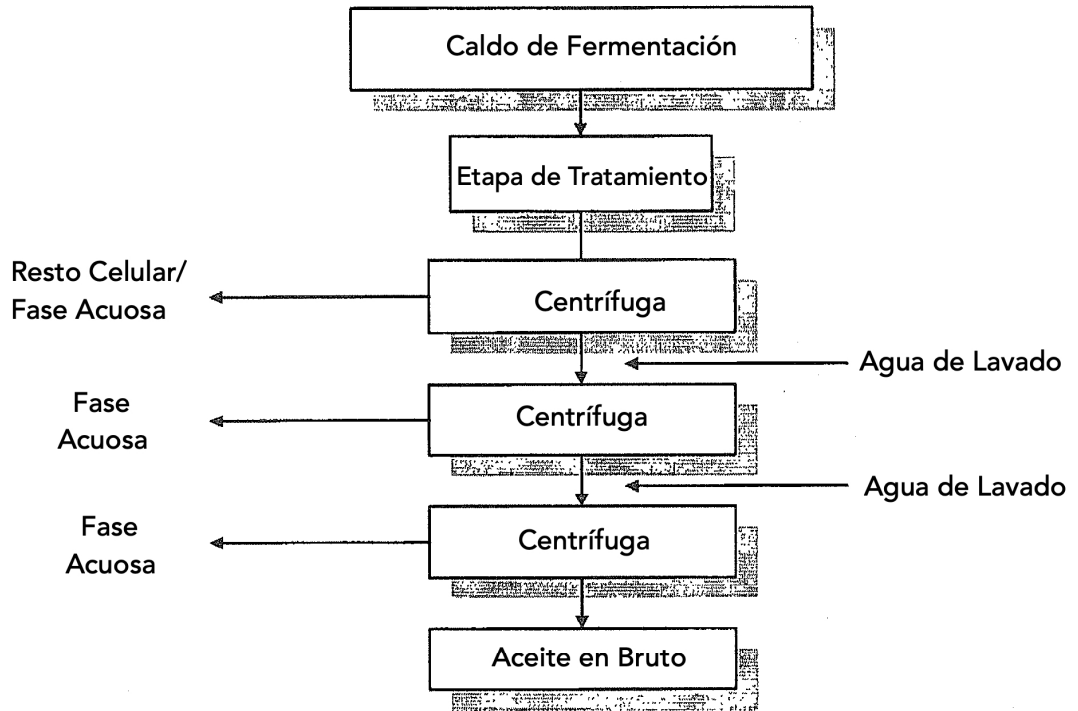 Caldo de Fermentación
Etapa de Tratamiento
Resto Celular/
Fase Acuosa
Centrífuga
Agua de Lavado
Fase
Acuosa
Centrífuga
Agua de Lavado
Fase
Acuosa
Centrífuga
Aceite en Bruto